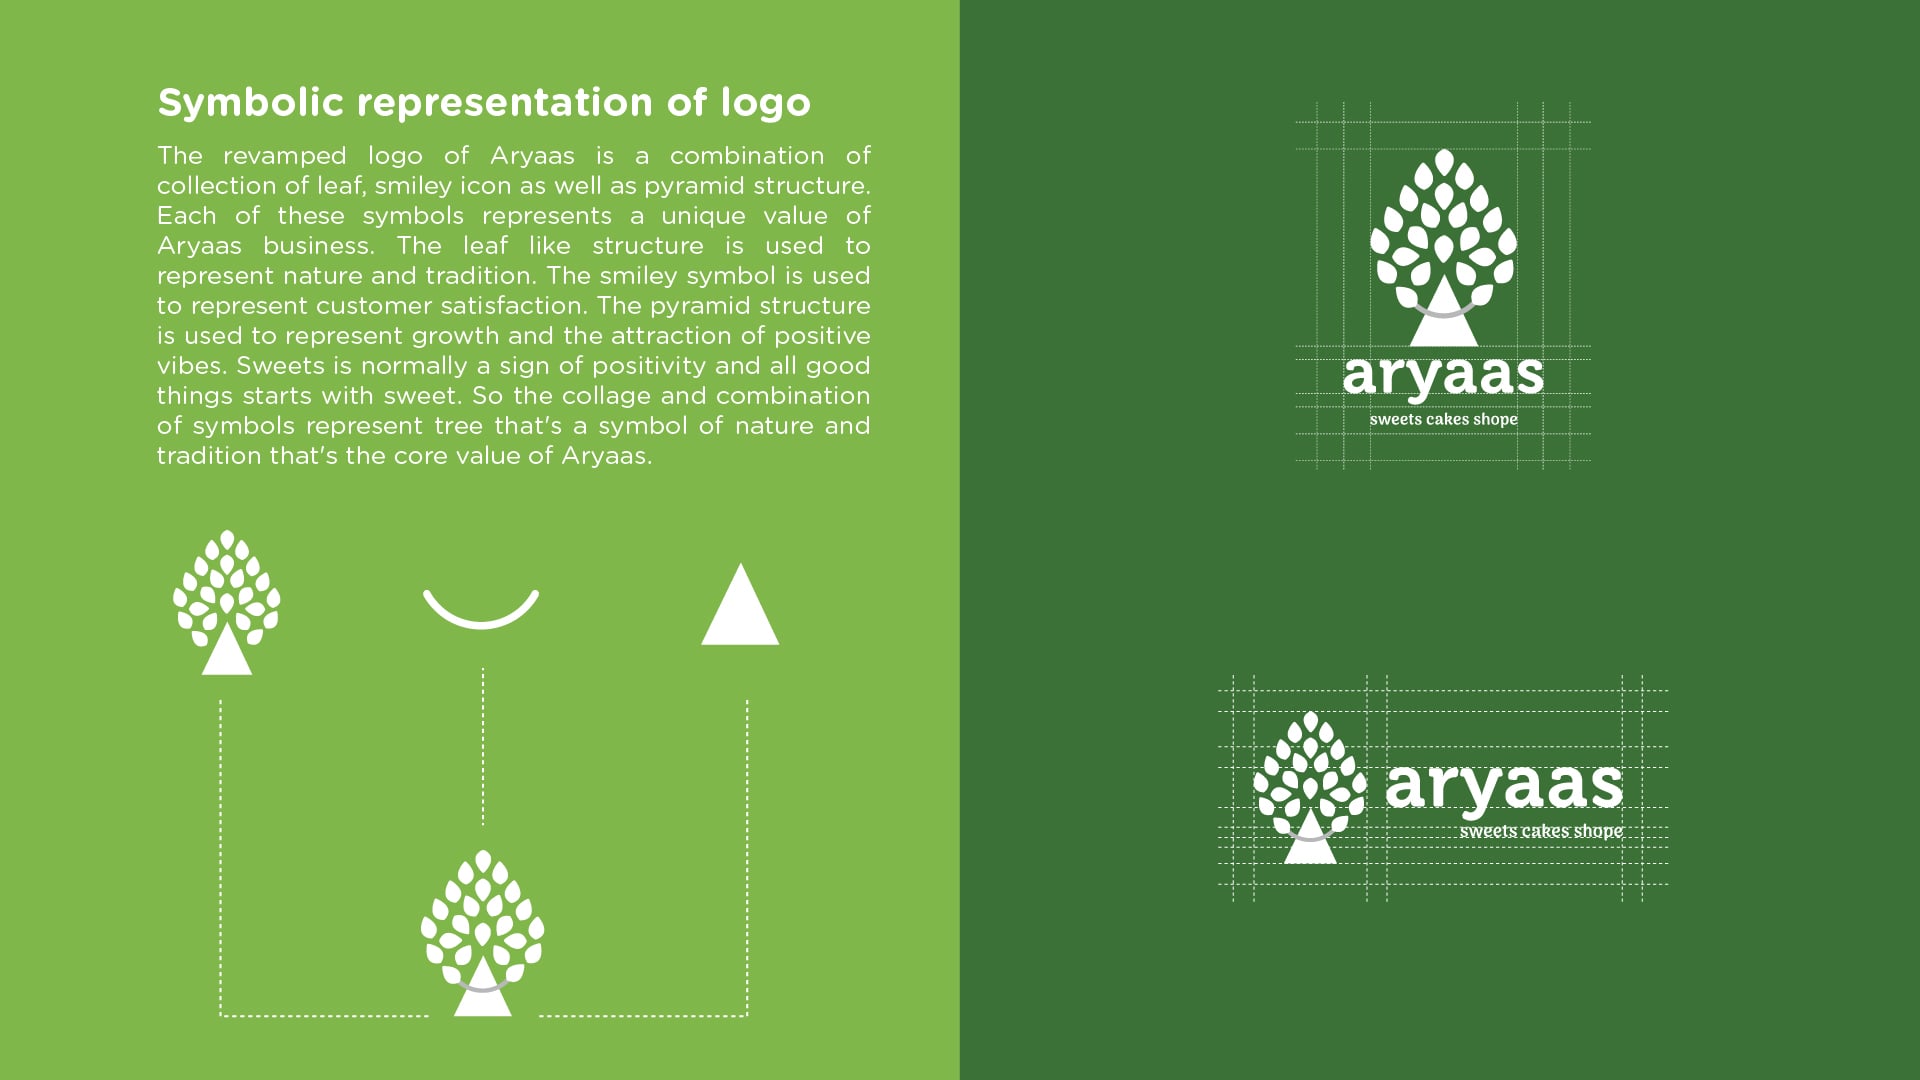 Symbolic representation of logo
The revamped logo of Aryaas is a combination of
collection of leaf, smiley icon as well as pyramid structure.
Each of these symbols represents a unique value of
Aryaas business. The leaf like structure is used to
represent nature and tradition. The smiley symbol is used
to represent customer satisfaction. The pyramid structure
is used to represent growth and the attraction of positive
vibes. Sweets is normally a sign of positivity and all good
things starts with sweet. So the collage and combination
of symbols represent tree that's a symbol of nature and
tradition that's the core value of Aryaas.
aryaas
sweets cakes shope
aryaas
sweets cakes shope